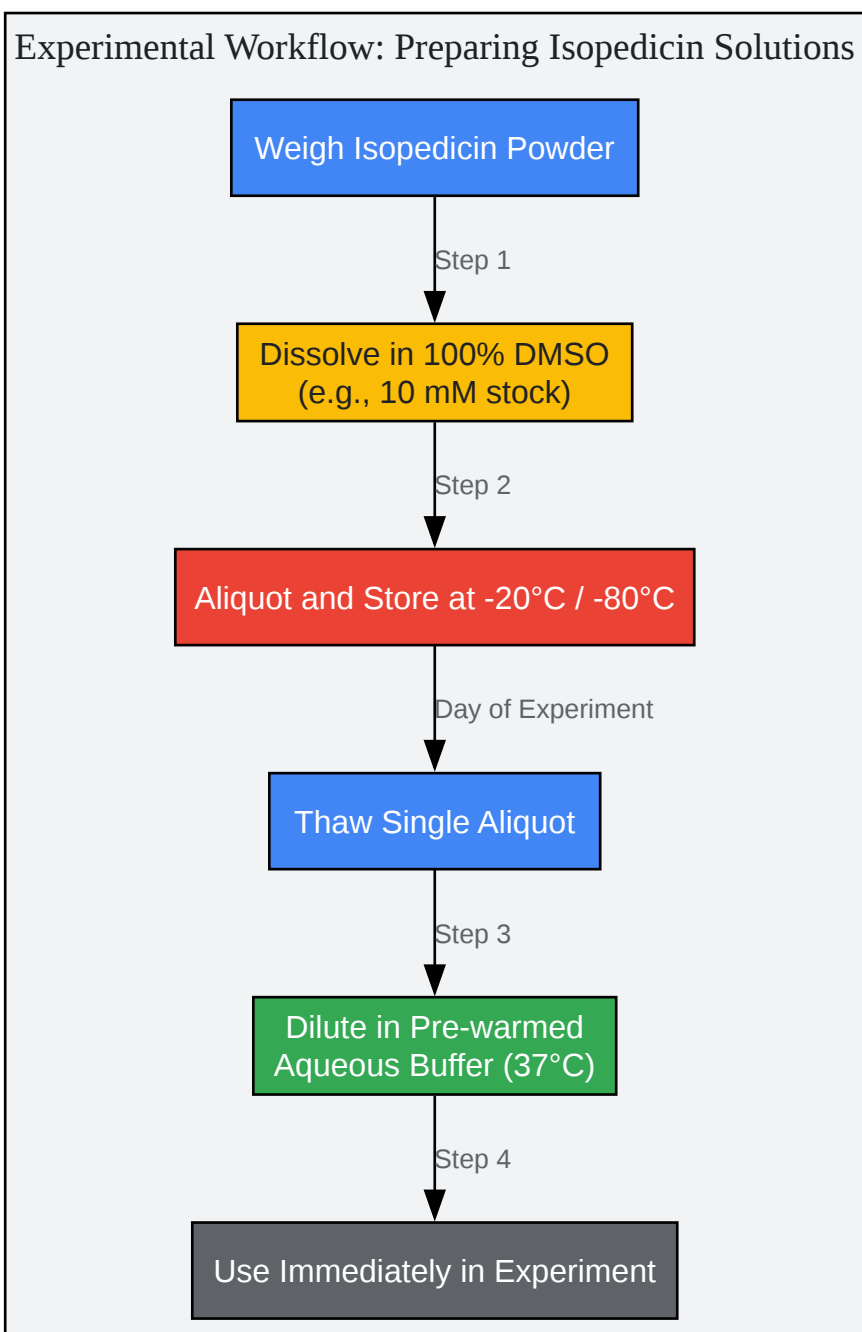 Experimental Workflow: Preparing Isopedicin Solutions
Weigh Isopedicin Powder
Step 1
Dissolve in 100% DMSO
(e.g., 10 mM stock)
Step 2
Aliquot and Store at -20°C / -80°C
Day of Experiment
Thaw Single Aliquot
Step 3
Dilute in Pre-warmed
Aqueous Buffer (37°C)
Step 4
Use Immediately in Experiment